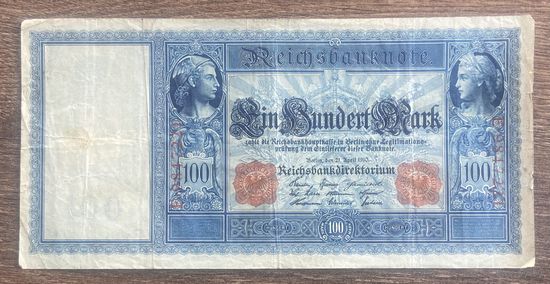 Reichsbanknote
Ein Hundert Mark
zahlt die Reichsbankhauptkasse in Berlin ohne Legitimations-
prüfung dem Einlieferer dieser Banknote.
Berlin, den 21. April 1910.
Reichsbankdirektorium
100
100
100